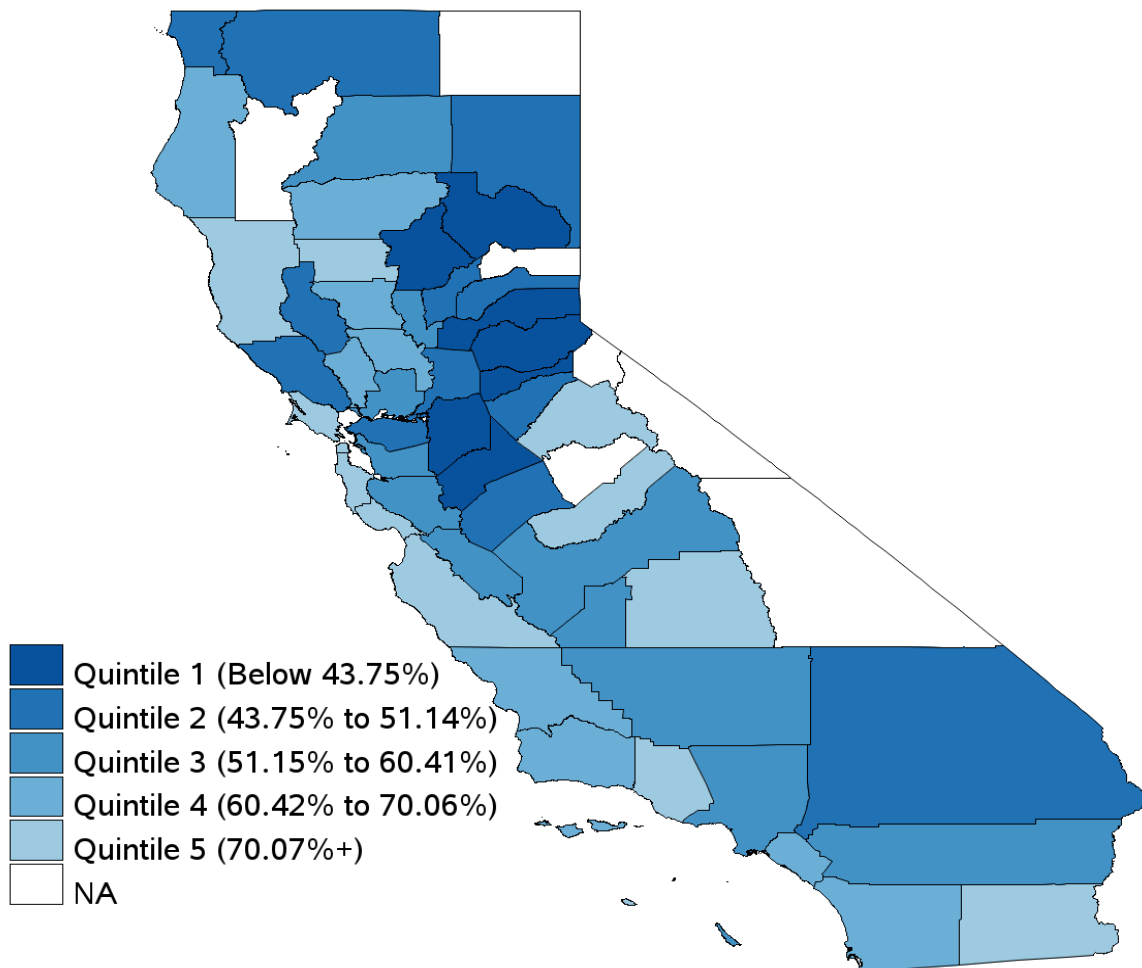 Quintile 1 (Below 43.75%)
Quintile 2 (43.75% to 51.14%)
Quintile 3 (51.15% to 60.41%)
Quintile 4 (60.42% to 70.06%)
Quintile 5 (70.07%+)
NA